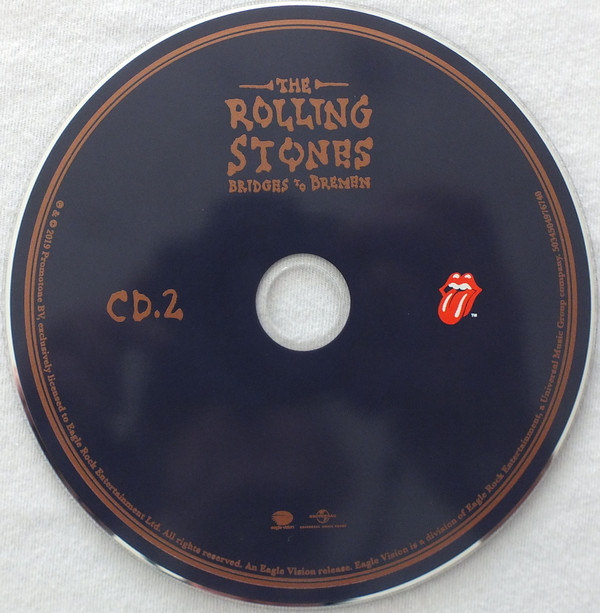 THE
ROLLING
STONES
BRIDGES TO BREMEN
CD.2
TM
℗ & © 2019 Promotone BV, exclusively licensed to Eagle Rock Entertainment Ltd. All rights reserved. An Eagle Vision release. Eagle Vision is a division of Eagle Rock Entertainment, a Universal Music Group company.